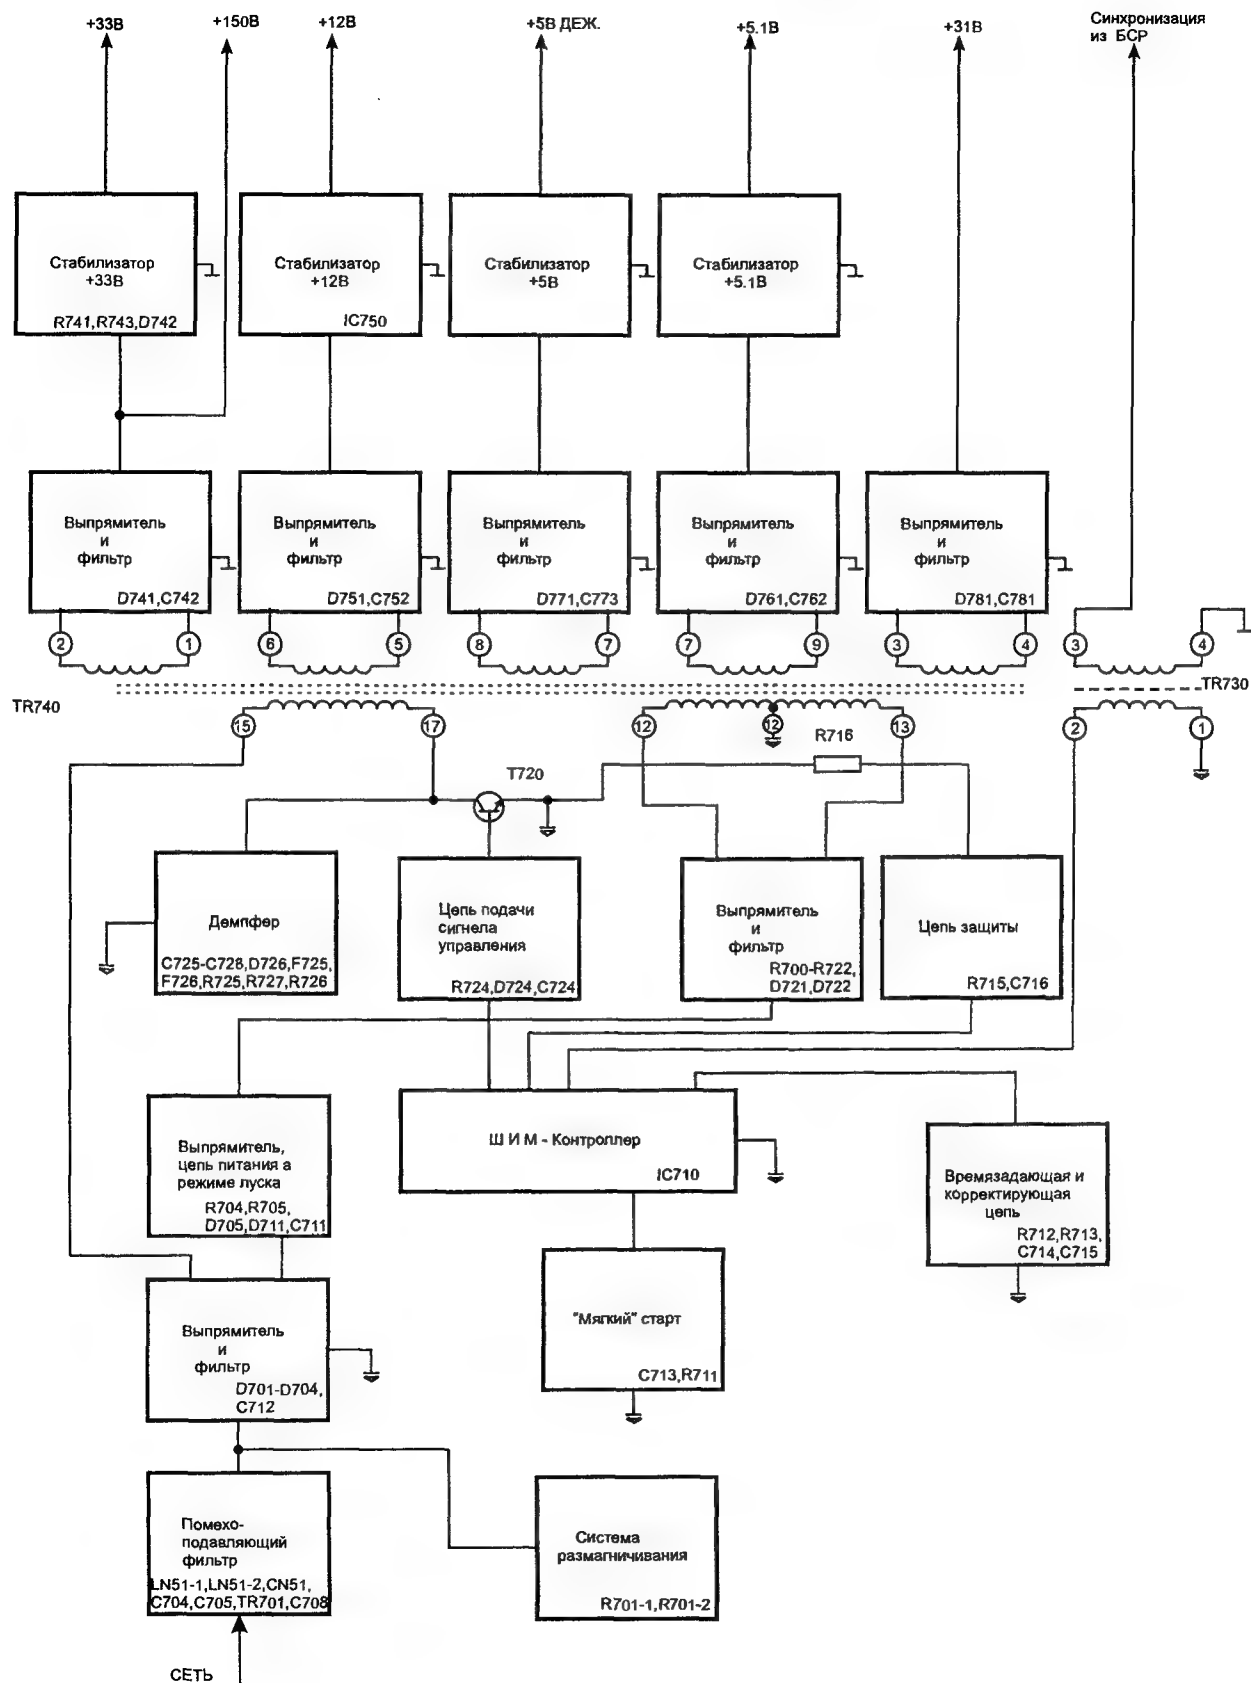 +33В
+150В
+12В
+5В ДЕЖ.
+5.1В
+31В
Синхронизация
из БСР
Стабилизатор
+33В
R741,R743,D742
Стабилизатор
+12В
IC750
Стабилизатор
+5В
Стабилизатор
+5.1В
Выпрямитель
и
фильтр
D741,C742
Выпрямитель
и
фильтр
D751,C752
Выпрямитель
и
фильтр
D771,C773
Выпрямитель
и
фильтр
D761,C762
Выпрямитель
и
фильтр
D781,C781
2
1
6
5
8
7
7
9
3
4
3
4
TR740
TR730
15
17
12
12
13
2
1
R716
T720
Демпфер
C725-C728,D726,F725,
F726,R725,R727,R726
Цепь подачи
сигнела
управления
R724,D724,C724
Выпрямитель
и
фильтр
R700-R722,
D721,D722
Цепь защиты
R715,C716
Выпрямитель,
цепь питания а
режиме луска
R704,R705,
D705,D711,C711
Ш И М - Контроллер
IC710
Времязадающая и
корректирующая
цепь
R712,R713,
C714,C715
"Мягкий" старт
C713,R711
Выпрямитель
и
фильтр
D701-D704,
C712
Помехо-
подавляющий
фильтр
LN51-1,LN51-2,CN51,
C704,C705,TR701,C708
Система
размагничивания
R701-1,R701-2
СЕТЬ